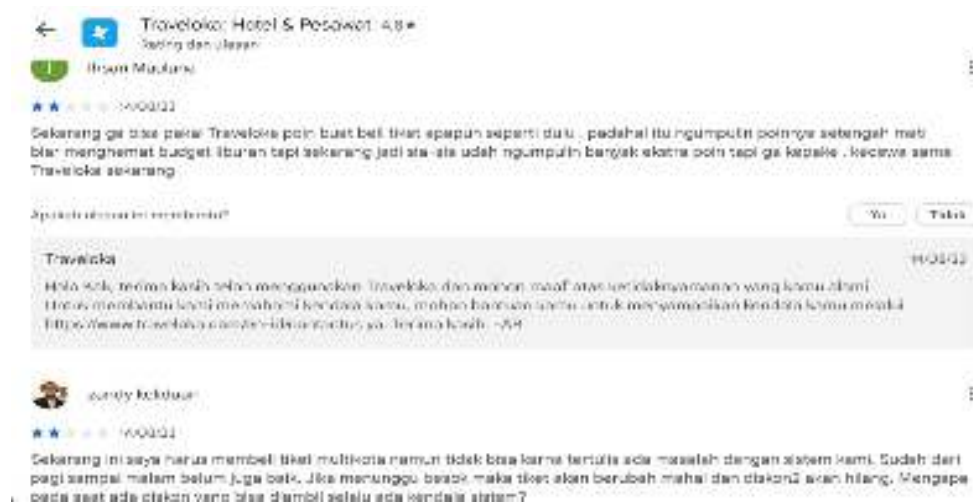 Traveloka: Hotel & Pesawat 4.8★
Rating dan ulasan
Ihsan Maulana
14/08/23
Sekarang ga bisa pakai Traveloka poin buat beli tiket apapun seperti dulu , padahal itu ngumpulin poinnya setengah mati
biar menghemat budget liburan tapi sekarang jadi sia-sia udah ngumpulin banyak ekstra poin tapi ga kepake . kecewa sama
Traveloka sekarang
Apakah ulasan ini membantu?
Ya Tidak
Traveloka
Halo Kak, terima kasih telah menggunakan Traveloka dan mohon maaf atas ketidaknyamanan yang kamu alami.
Untuk membantu kami memahami kendala kamu, mohon bantuan kamu untuk menyampaikan kendala kamu melalui
ya. Terima kasih. -AR
zandy
Sekarang ini saya harus membeli tiket multikota namun tidak bisa karna tertulis ada masalah dengan sistem kami. Sudah dari
pagi sampai malam belum juga baik. Jika menunggu besok maka tiket akan berubah mahal dan diskon2 akan hilang. Mengapa
pada saat ada diskon yang bisa diambil selalu ada kendala sistem?